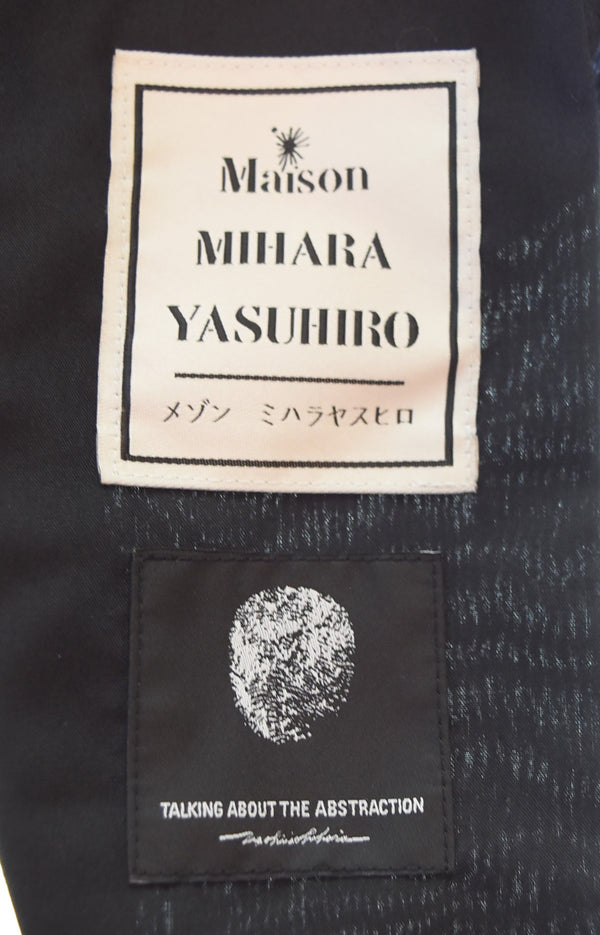 Maison
MIHARA
YASUHIRO
メゾン ミハラヤスヒロ
TALKING ABOUT THE ABSTRACTION